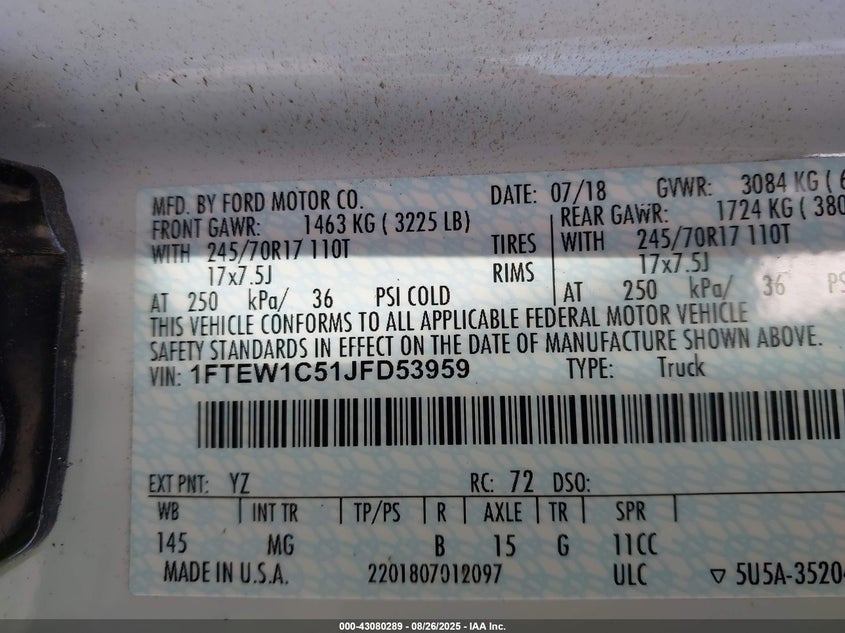 MFD. BY FORD MOTOR CO. DATE: 07/18 GVWR: 3084 KG ( 6
FRONT GAWR: 1463 KG ( 3225 LB) REAR GAWR: 1724 KG ( 380
WITH 245/70R17 110T TIRES WITH 245/70R17 110T
17x7.5J RIMS 17x7.5J
AT 250 kPa/ 36 PSI COLD AT 250 kPa/ 36 PS
THIS VEHICLE CONFORMS TO ALL APPLICABLE FEDERAL MOTOR VEHICLE
SAFETY STANDARDS IN EFFECT ON THE DATE OF MANUFACTURE SHOWN ABOVE.
VIN: 1FTEW1C51JFD53959 TYPE: Truck
EXT PNT: YZ RC: 72 DSO:
WB INT TR TP/PS R AXLE TR SPR
145 MG B 15 G 11CC
MADE IN U.S.A. 2201807012097 ULC ▽ 5U5A-3520
000-43080289 - 08/26/2025 - IAA Inc.